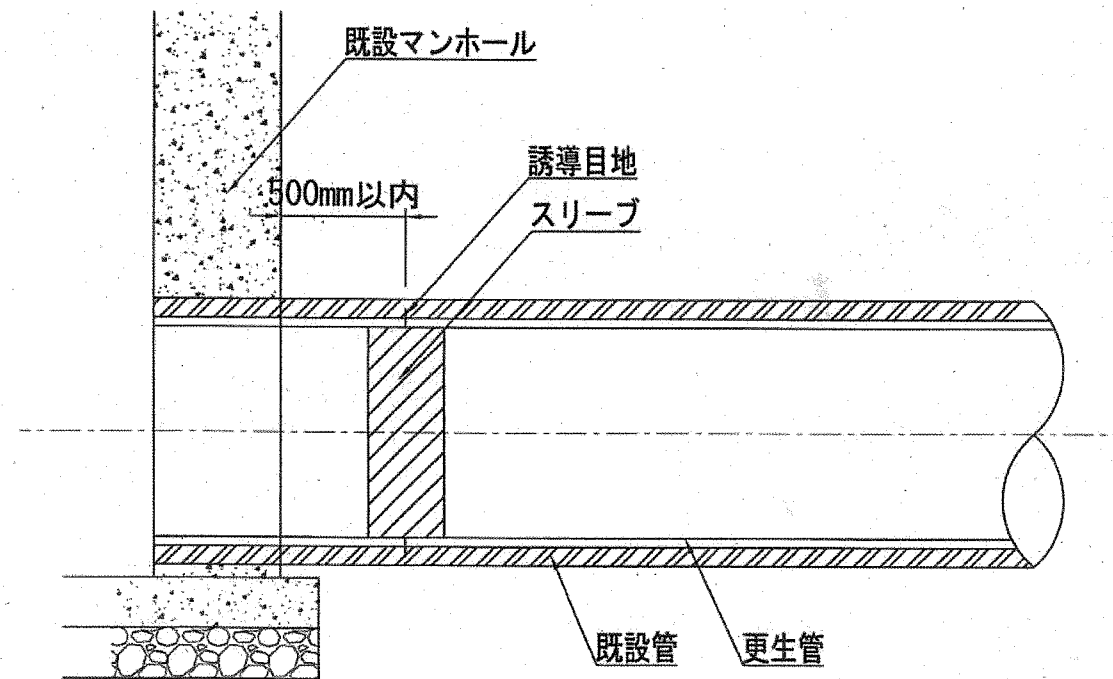 既設マンホール
誘導目地
500mm以内
スリーブ
既設管
更生管